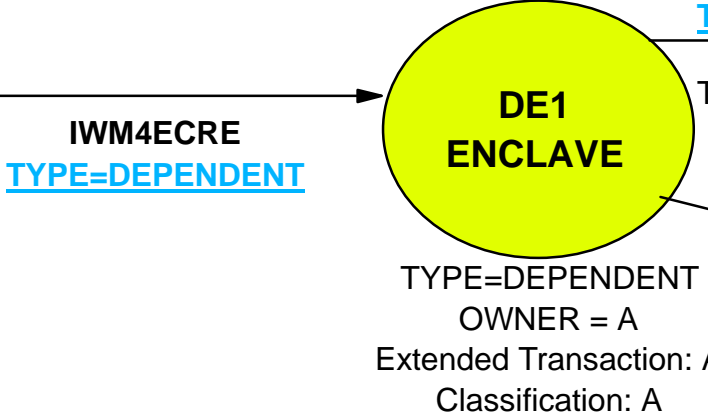 IWM4ECRE
TYPE=DEPENDENT
DE1
ENCLAVE
TYPE=DEPENDENT
OWNER = A
Extended Transaction:
Classification: A